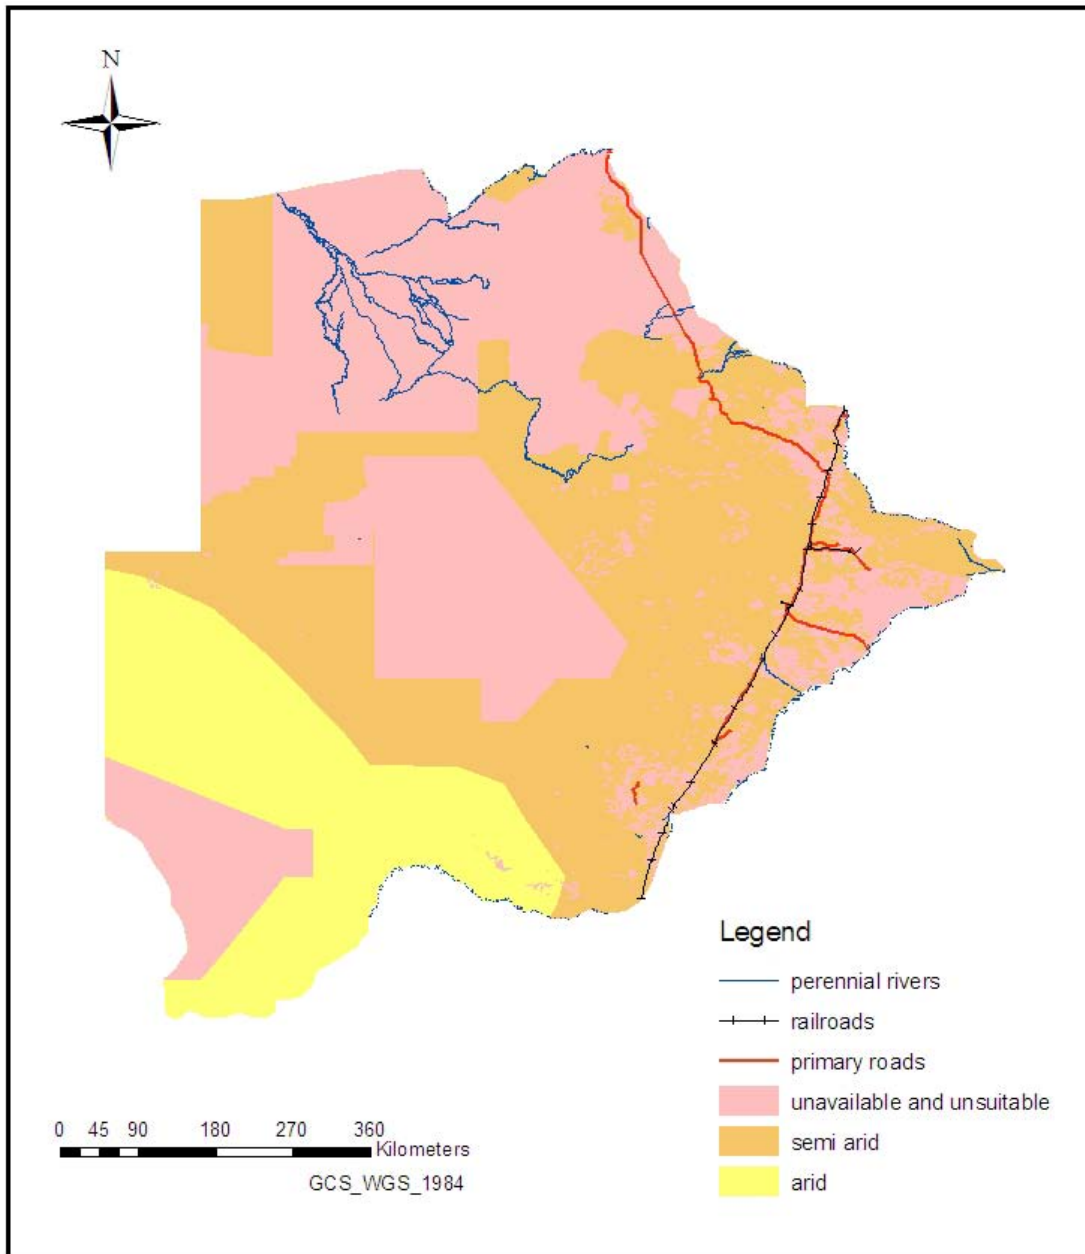 N
Legend
perennial rivers
railroads
primary roads
unavailable and unsuitable
semi arid
arid
0 45 90 180 270 360
Kilometers
GCS_WGS_1984